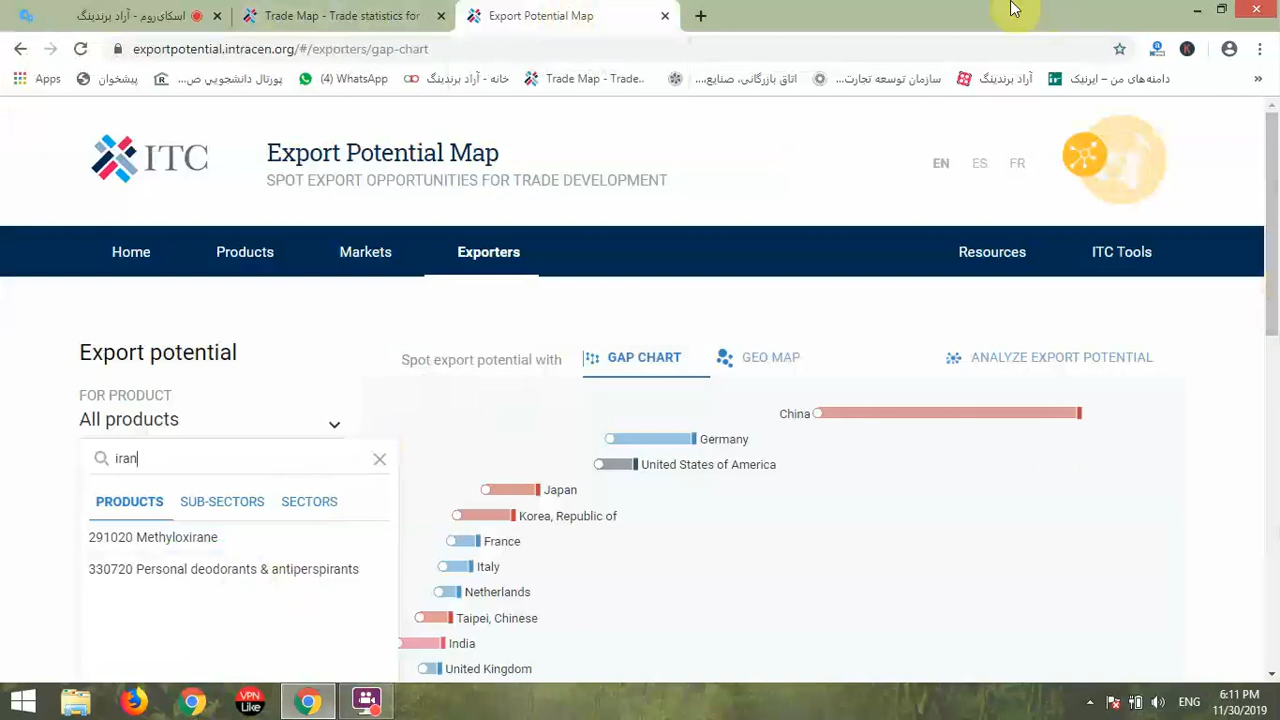 اسکای‌روم - آراد برندینگ
Trade Map - Trade statistics for
Export Potential Map
exportpotential.intracen.org/#/exporters/gap-chart
Apps
پیشخوان
پورتال دانشجویی ص...
(4) WhatsApp
خانه - آراد برندینگ
Trade Map - Trade...
اتاق بازرگانی، صنایع...
سازمان توسعه تجارت...
آراد برندینگ
دامنه‌های من – ایرنیک
ITC
Export Potential Map
SPOT EXPORT OPPORTUNITIES FOR TRADE DEVELOPMENT
EN ES FR
Home Products Markets Exporters Resources ITC Tools
Export potential
Spot export potential with GAP CHART GEO MAP ANALYZE EXPORT POTENTIAL
FOR PRODUCT
All products
iran
PRODUCTS SUB-SECTORS SECTORS
291020 Methyloxirane
330720 Personal deodorants & antiperspirants
China
Germany
United States of America
Japan
Korea, Republic of
France
Italy
Netherlands
Taipei, Chinese
India
United Kingdom
VPN
Like
ENG
6:11 PM
11/30/2019